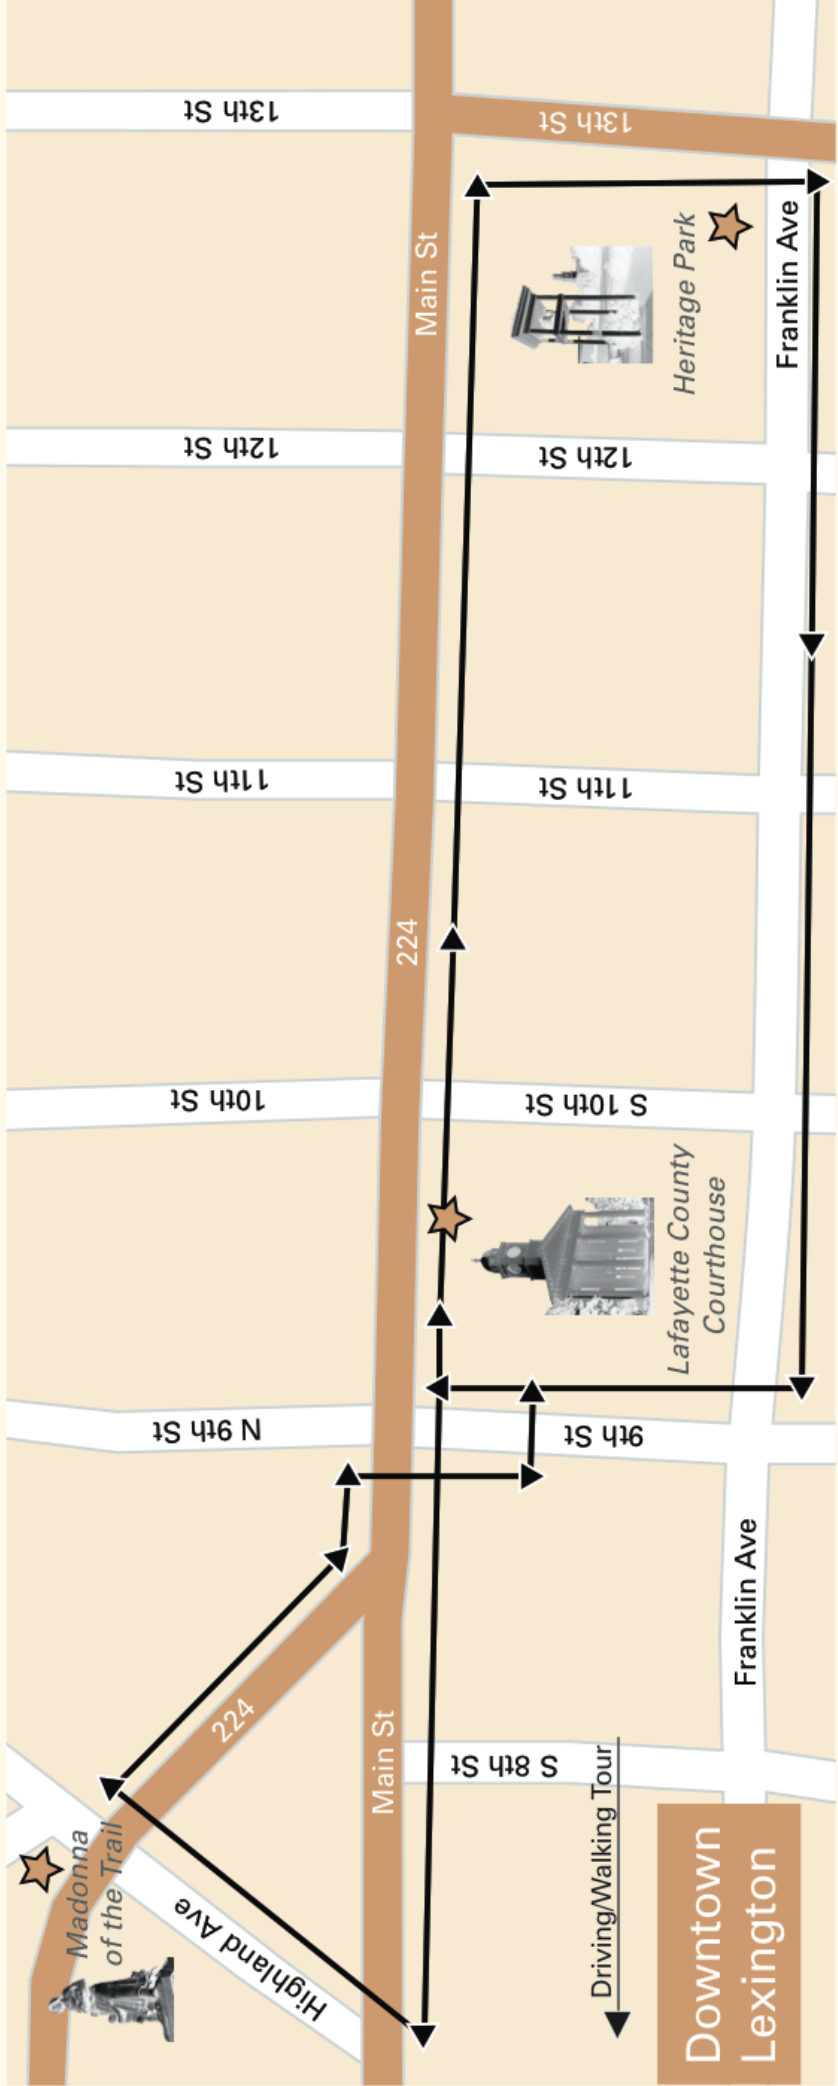 Madonna
of the Trail
Highland Ave
224
N 9th St
10th St
11th St
12th St
13th St
Main St
224
Main St
S 8th St
9th St
S 10th St
11th St
12th St
13th St
Driving/Walking Tour
Lafayette County
Courthouse
Heritage Park
Franklin Ave
Franklin Ave
Downtown
Lexington